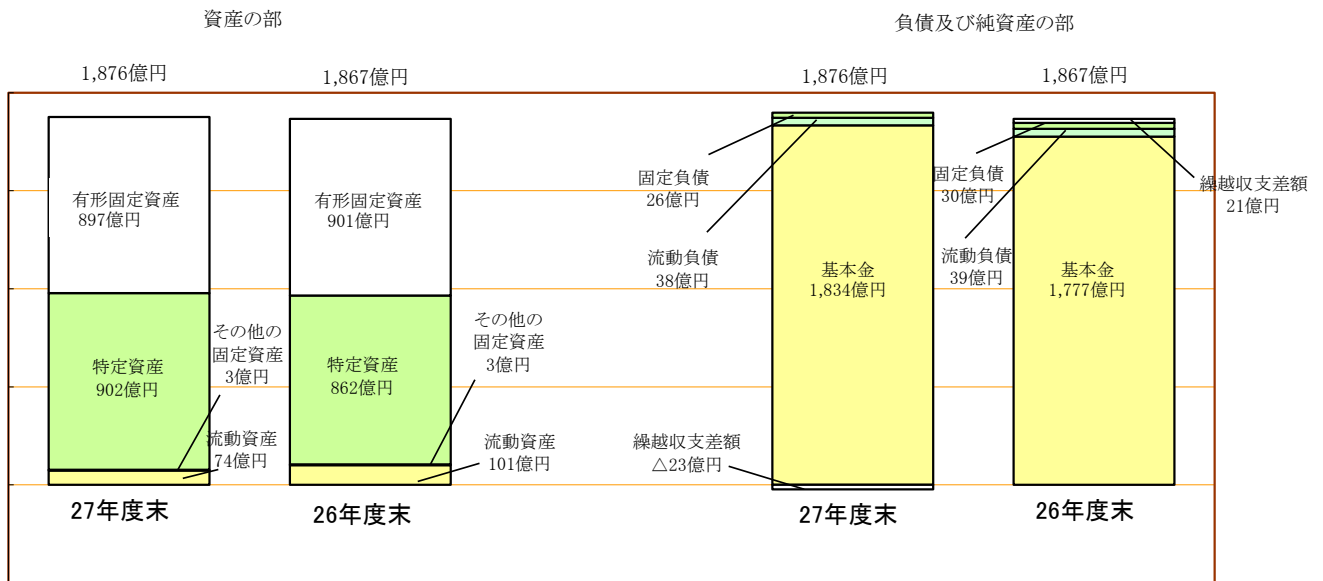 資産の部
負債及び純資産の部
1,876億円
1,867億円
1,876億円
1,867億円
有形固定資産
897億円
特定資産
902億円
その他の
固定資産
3億円
流動資産
74億円
27年度末
有形固定資産
901億円
特定資産
862億円
その他の
固定資産
3億円
流動資産
101億円
26年度末
固定負債
26億円
流動負債
38億円
基本金
1,834億円
繰越収支差額
△23億円
27年度末
固定負債
30億円
流動負債
39億円
繰越収支差額
21億円
基本金
1,777億円
26年度末